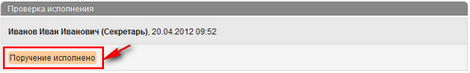 Проверка исполнения
Иванов Иван Иванович (Секретарь), 20.04.2012 09:52
Поручение исполнено